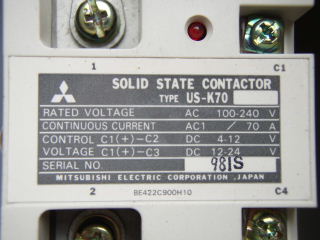 1 C1
SOLID STATE CONTACTOR
TYPE US-K70
RATED VOLTAGE AC 100-240 V
CONTINUOUS CURRENT AC1 / 70 A
CONTROL C1(+)-C2 DC 4-12 V
VOLTAGE C1(+)-C3 DC 12-24 V
SERIAL NO. 981S
MITSUBISHI ELECTRIC CORPORATION .JAPAN
2 BE422C900H10 C4